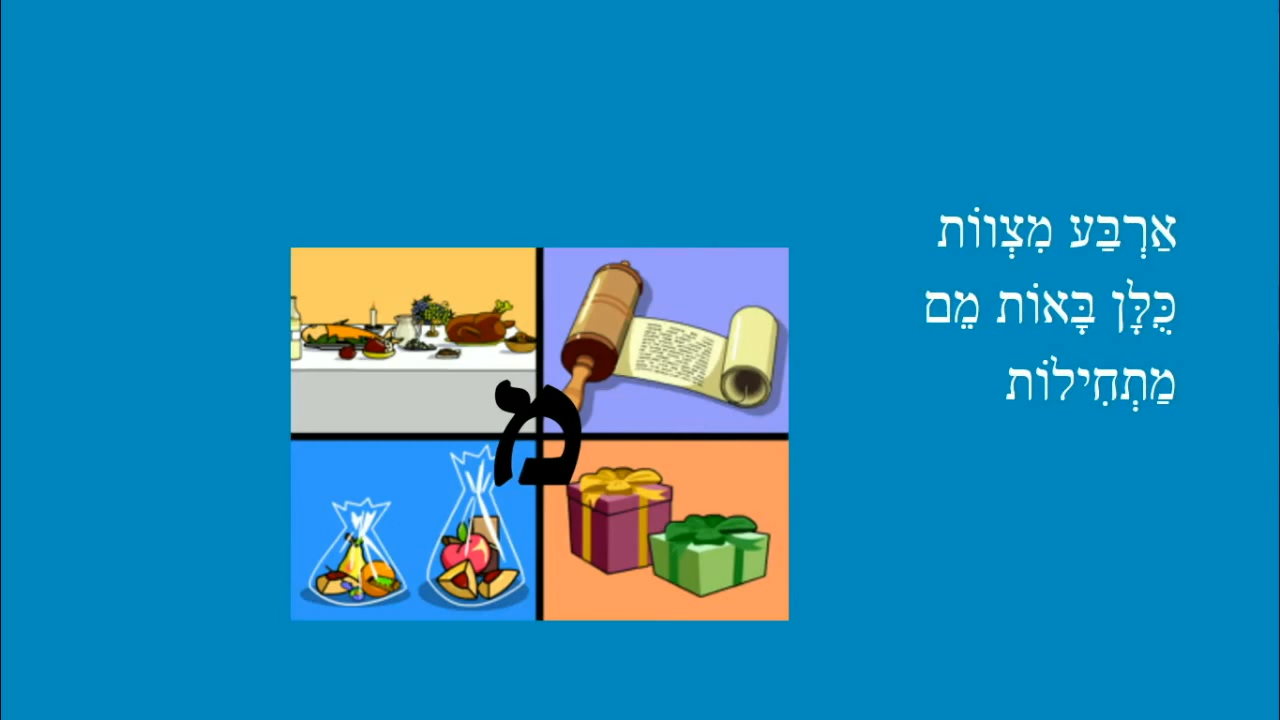 אַרְבַּע מִצְווֹת
כֻּלָּן בָּאוֹת מֵם
מַתְחִילוֹת
מ